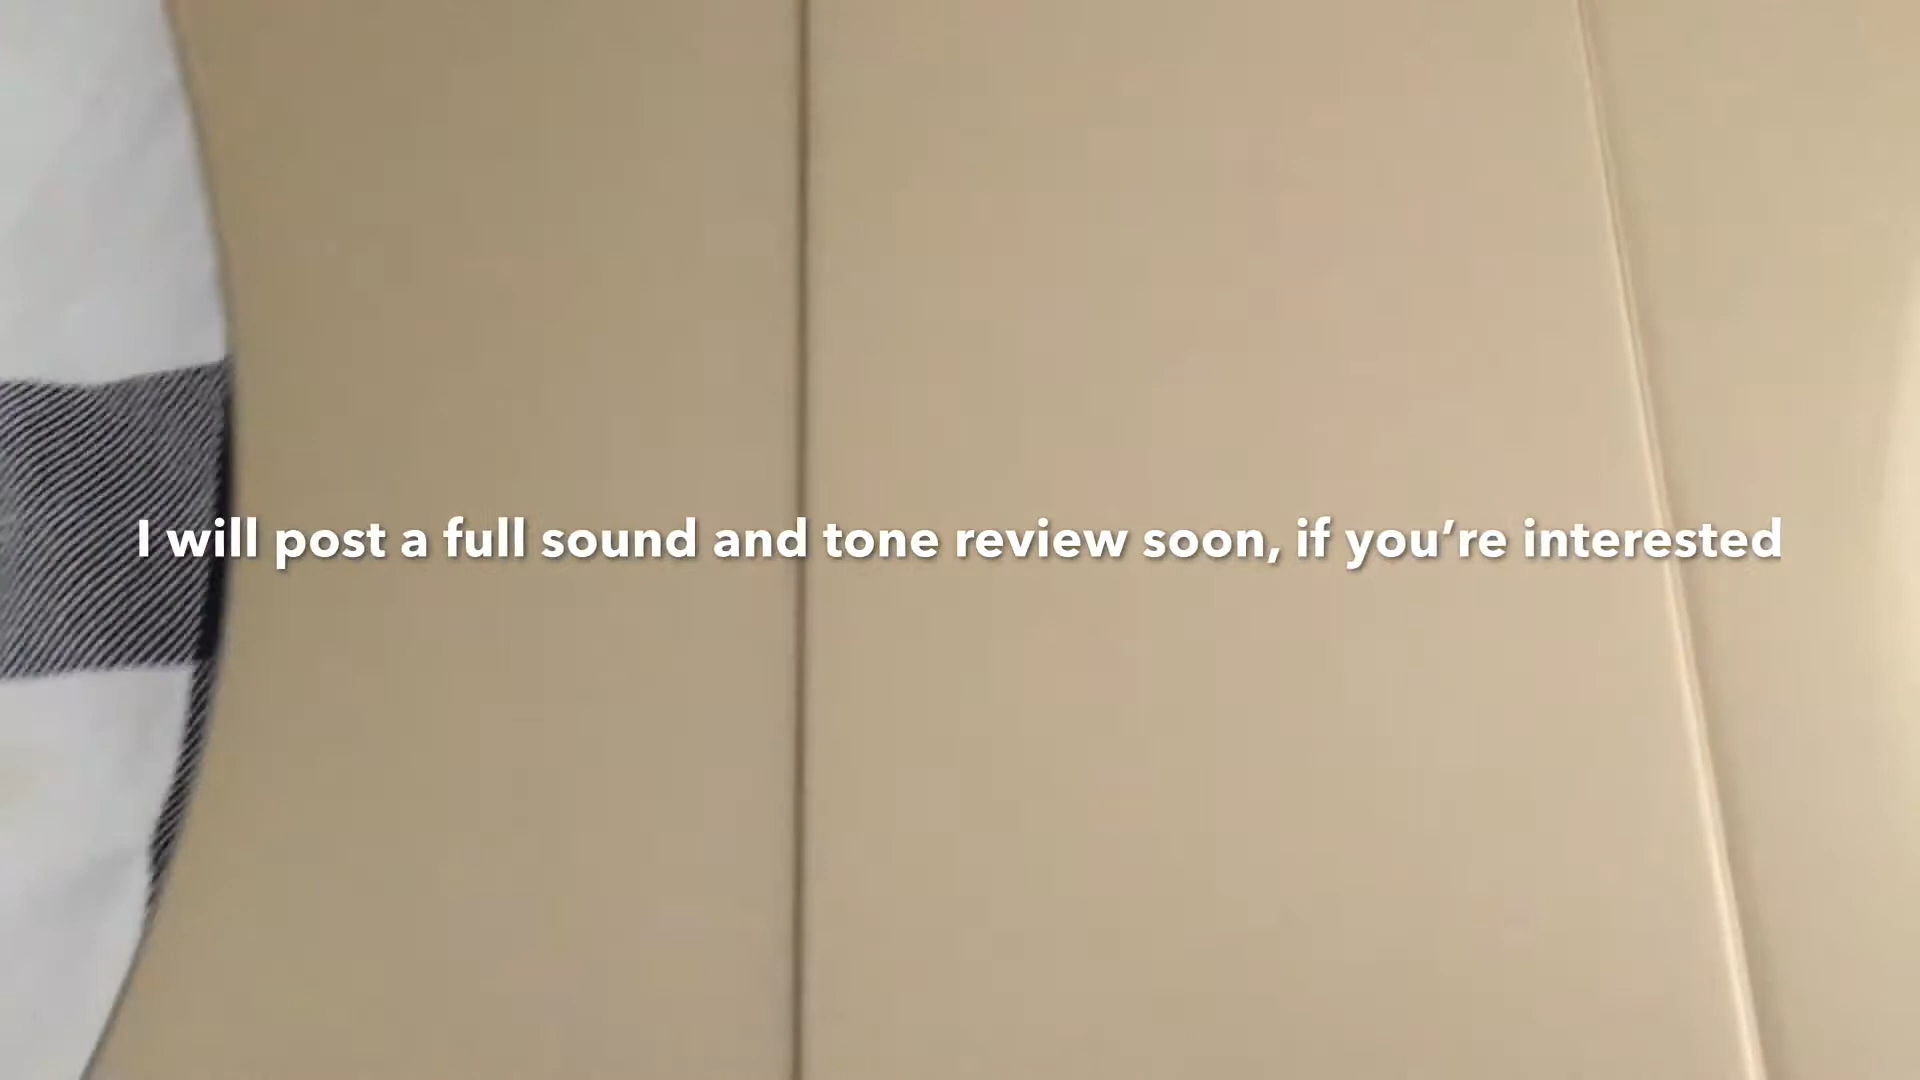 I will post a full sound and tone review soon, if you’re interested